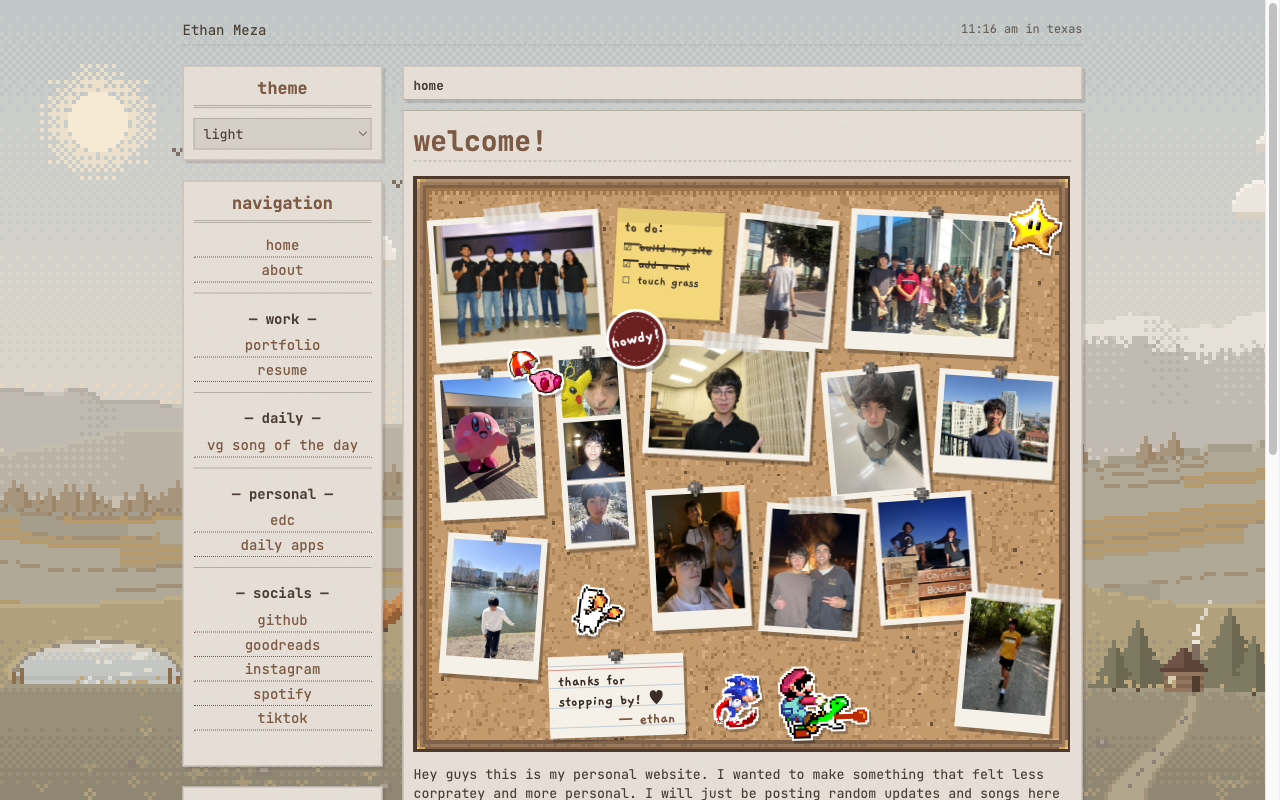 Ethan Meza
11:16 am in texas
theme
light
navigation
home
about
— work —
portfolio
resume
— daily —
vg song of the day
— personal —
edc
daily apps
— socials —
github
goodreads
instagram
spotify
tiktok
home
welcome!
to do:
☑ build my site
☑ add a cat
☐ touch grass
howdy!
City of
Boulder
thanks for
stopping by! ♥
— ethan
Hey guys this is my personal website. I wanted to make something that felt less
corpratey and more personal. I will just be posting random updates and songs here